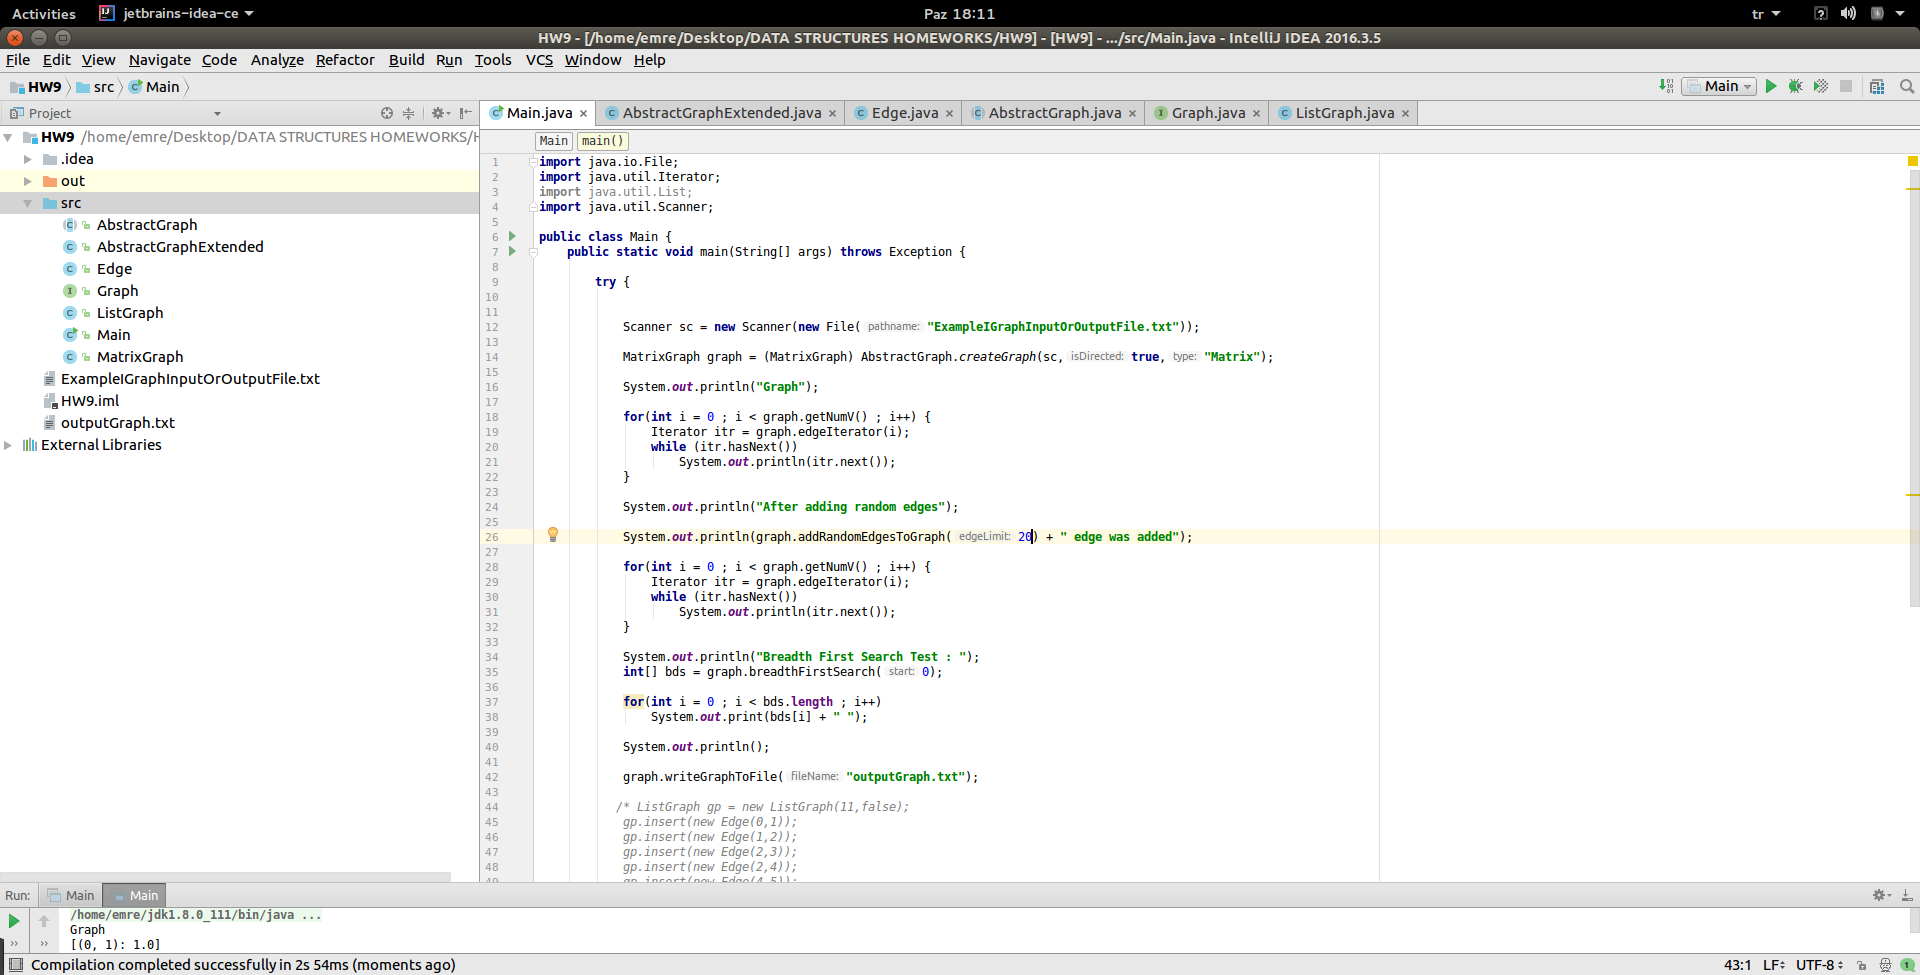 Activities jetbrains-idea-ce Paz 18:11 tr
HW9 - [/home/emre/Desktop/DATA STRUCTURES HOMEWORKS/HW9] - [HW9] - .../src/Main.java - IntelliJ IDEA 2016.3.5
File Edit View Navigate Code Analyze Refactor Build Run Tools VCS Window Help
HW9 src Main Main
Project Main.java AbstractGraphExtended.java Edge.java AbstractGraph.java Graph.java ListGraph.java
HW9 /home/emre/Desktop/DATA STRUCTURES HOMEWORKS/H
.idea
out
src
AbstractGraph
AbstractGraphExtended
Edge
Graph
ListGraph
Main
MatrixGraph
ExampleIGraphInputOrOutputFile.txt
HW9.iml
outputGraph.txt
External Libraries
Main main()
1 import java.io.File;
2 import java.util.Iterator;
3 import java.util.List;
4 import java.util.Scanner;
5
6 public class Main {
7 public static void main(String[] args) throws Exception {
8
9 try {
10
11
12 Scanner sc = new Scanner(new File( pathname: "ExampleIGraphInputOrOutputFile.txt"));
13
14 MatrixGraph graph = (MatrixGraph) AbstractGraph.createGraph(sc, isDirected: true, type: "Matrix");
15
16 System.out.println("Graph");
17
18 for(int i = 0 ; i < graph.getNumV() ; i++) {
19 Iterator itr = graph.edgeIterator(i);
20 while (itr.hasNext())
21 System.out.println(itr.next());
22 }
23
24 System.out.println("After adding random edges");
25
26 System.out.println(graph.addRandomEdgesToGraph( edgeLimit: 20) + " edge was added");
27
28 for(int i = 0 ; i < graph.getNumV() ; i++) {
29 Iterator itr = graph.edgeIterator(i);
30 while (itr.hasNext())
31 System.out.println(itr.next());
32 }
33
34 System.out.println("Breadth First Search Test : ");
35 int[] bds = graph.breadthFirstSearch( start: 0);
36
37 for(int i = 0 ; i < bds.length ; i++)
38 System.out.print(bds[i] + " ");
39
40 System.out.println();
41
42 graph.writeGraphToFile( fileName: "outputGraph.txt");
43
44 /* ListGraph gp = new ListGraph(11,false);
45 gp.insert(new Edge(0,1));
46 gp.insert(new Edge(1,2));
47 gp.insert(new Edge(2,3));
48 gp.insert(new Edge(2,4));
49 gp.insert(new Edge(4,5));
Run: Main Main
/home/emre/jdk1.8.0_111/bin/java ...
Graph
[(0, 1): 1.0]
Compilation completed successfully in 2s 54ms (moments ago) 43:1 LF UTF-8 1